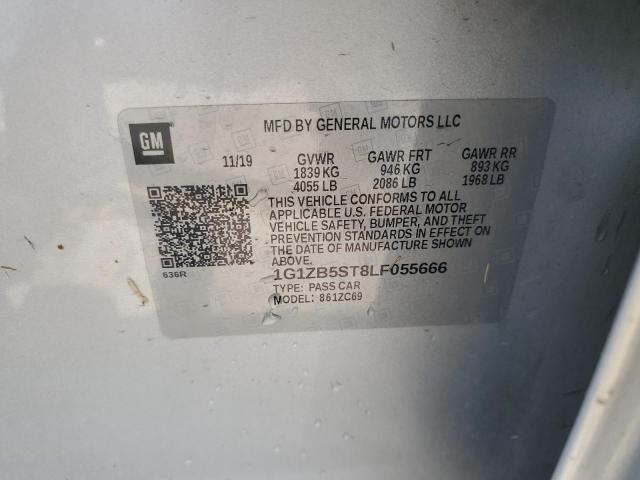 GM
MFD BY GENERAL MOTORS LLC
11/19 GVWR GAWR FRT GAWR RR
1839 KG 946 KG 893 KG
4055 LB 2086 LB 1968 LB
THIS VEHICLE CONFORMS TO ALL
APPLICABLE U.S. FEDERAL MOTOR
VEHICLE SAFETY, BUMPER, AND THEFT
PREVENTION STANDARDS IN EFFECT ON
THE DATE OF MANUFACTURE SHOWN
ABOVE.
636R
1G1ZB5ST8LF055666
TYPE: PASS CAR
MODEL: 861ZC69